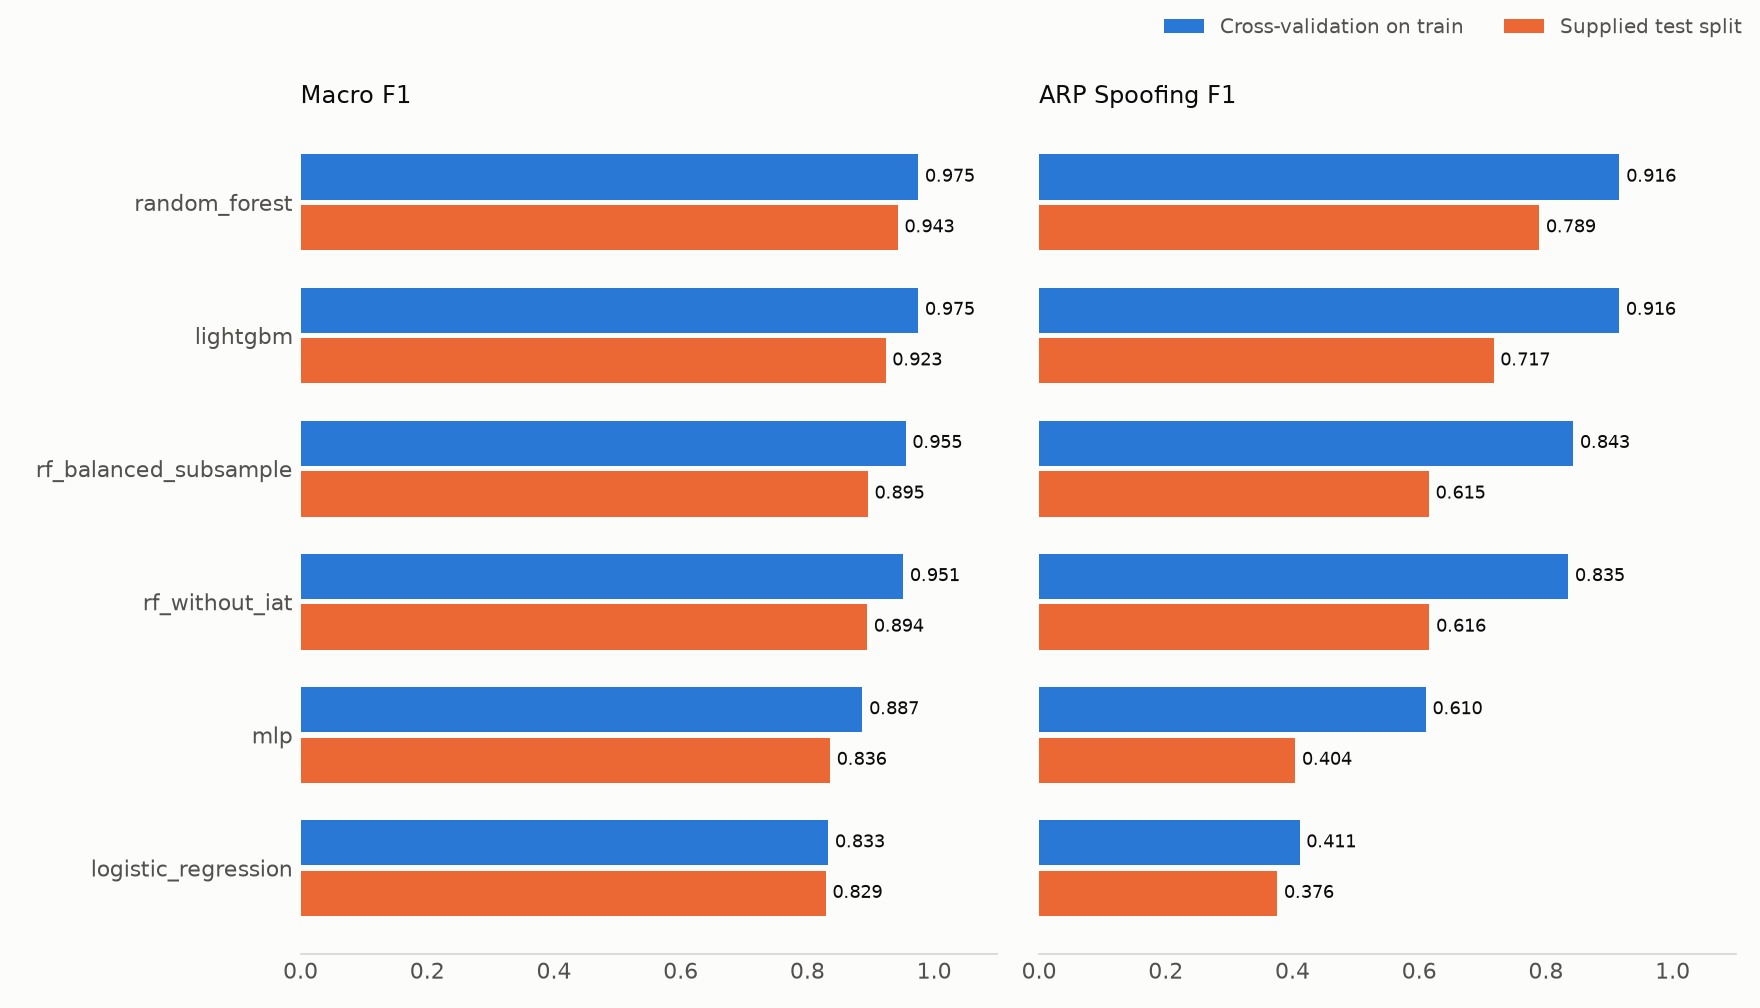 Cross-validation on train
Supplied test split
Macro F1
ARP Spoofing F1
random_forest
0.975
0.943
0.916
0.789
lightgbm
0.975
0.923
0.916
0.717
rf_balanced_subsample
0.955
0.895
0.843
0.615
rf_without_iat
0.951
0.894
0.835
0.616
mlp
0.887
0.836
0.610
0.404
logistic_regression
0.833
0.829
0.411
0.376
0.0 0.2 0.4 0.6 0.8 1.0
0.0 0.2 0.4 0.6 0.8 1.0